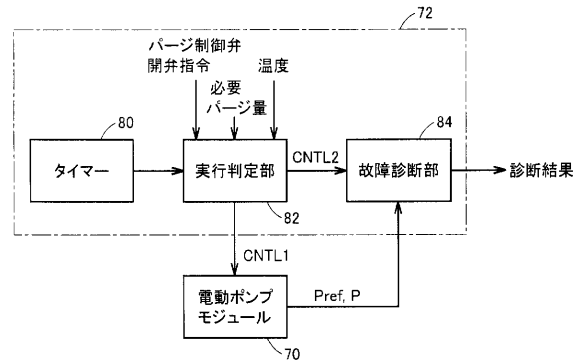 72
パージ制御弁
開弁指令
温度
必要
パージ量
80
84
タイマー
実行判定部
CNTL2
故障診断部
診断結果
82
CNTL1
電動ポンプ
モジュール
Pref, P
70